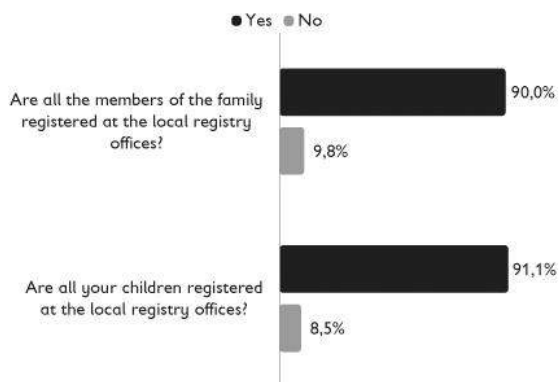 Yes No
Are all the members of the family
registered at the local registry
offices?
90,0%
9,8%
Are all your children registered
at the local registry offices?
91,1%
8,5%